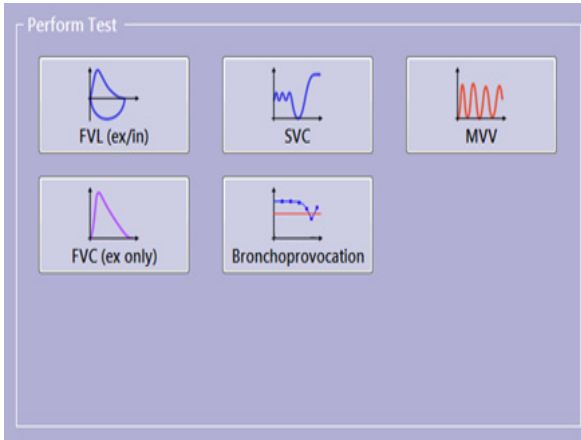 Perform Test
FVL (ex/in)
SVC
MVV
FVC (ex only)
Bronchoprovocation